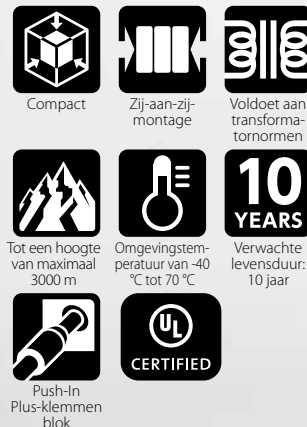 Compact
Zij-aan-zij-
montage
Voldoet aan
transforma-
tornormen
Tot een hoogte
van maximaal
3000 m
Omgevingstem-
peratuur van -40
°C tot 70 °C
10
YEARS
Verwachte
levensduur:
10 jaar
Push-In
Plus-klemmen
blok
UL
CERTIFIED